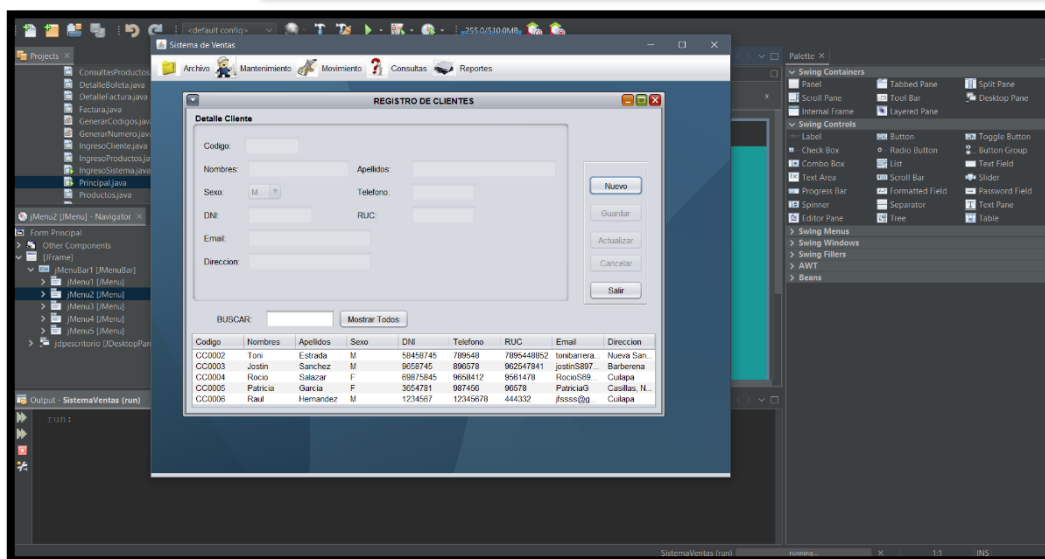 <default config>
255.0/510.0MB
Projects
ConsultasProductos
DetalleBoleta.java
DetalleFactura.java
Factura.java
GenerarCodigos.jav
GenerarNumero.jav
IngresoCliente.java
IngresoProductos.ja
IngresoSistema.java
Principal.java
Productos.java
jMenu2 [JMenu] - Navigator
Form Principal
Other Components
[JFrame]
jMenuBar1 [JMenuBar]
jMenu1 [JMenu]
jMenu2 [JMenu]
jMenu3 [JMenu]
jMenu4 [JMenu]
jMenu5 [JMenu]
jdpescritorio [JDesktopPan
Output - SistemaVentas (run)
run:
Sistema de Ventas
Archivo Mantenimiento Movimiento Consultas Reportes
REGISTRO DE CLIENTES
Detalle Cliente
Codigo:
Nombres: Apellidos:
Sexo: M Telefono:
DNI: RUC:
Email:
Direccion:
Nuevo
Guardar
Actualizar
Cancelar
Salir
BUSCAR: Mostrar Todos
Codigo Nombres Apellidos Sexo DNI Telefono RUC Email Direccion
CC0002 Toni Estrada M 58458745 789548 7895448852 tonibarrera... Nueva San...
CC0003 Jostin Sanchez M 9658745 896578 962547841 jostinS897... Barberena
CC0004 Rocio Salazar F 69875845 9658412 9561478 RocioS69... Cuilapa
CC0005 Patricia Garcia F 3654781 987456 96578 PatriciaG Casillas, N...
CC0006 Raul Hernandez M 1234567 12345678 444332 jfssss@g... Cuilapa
Palette
Swing Containers
Panel Tabbed Pane Split Pane
Scroll Pane Tool Bar Desktop Pane
Internal Frame Layered Pane
Swing Controls
Label Button Toggle Button
Check Box Radio Button Button Group
Combo Box List Text Field
Text Area Scroll Bar Slider
Progress Bar Formatted Field Password Field
Spinner Separator Text Pane
Editor Pane Tree Table
Swing Menus
Swing Windows
Swing Fillers
AWT
Beans
SistemaVentas (run) running... 1:1 INS